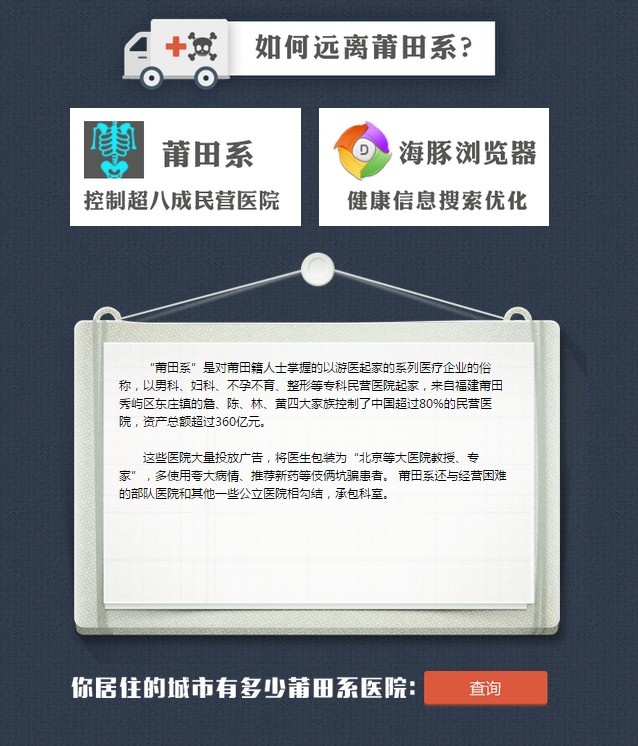 如何远离莆田系?
莆田系
控制超八成民营医院
D
海豚浏览器
健康信息搜索优化
“莆田系”是对莆田籍人士掌握的以游医起家的系列医疗企业的俗
称，以男科、妇科、不孕不育、整形等专科民营医院起家，来自福建莆田
秀屿区东庄镇的詹、陈、林、黄四大家族控制了中国超过80%的民营医
院，资产总额超过360亿元。
这些医院大量投放广告，将医生包装为“北京等大医院教授、专
家”，多使用夸大病情、推荐新药等伎俩坑骗患者。 莆田系还与经营困难
的部队医院和其他一些公立医院相勾结，承包科室。
你居住的城市有多少莆田系医院:
查询